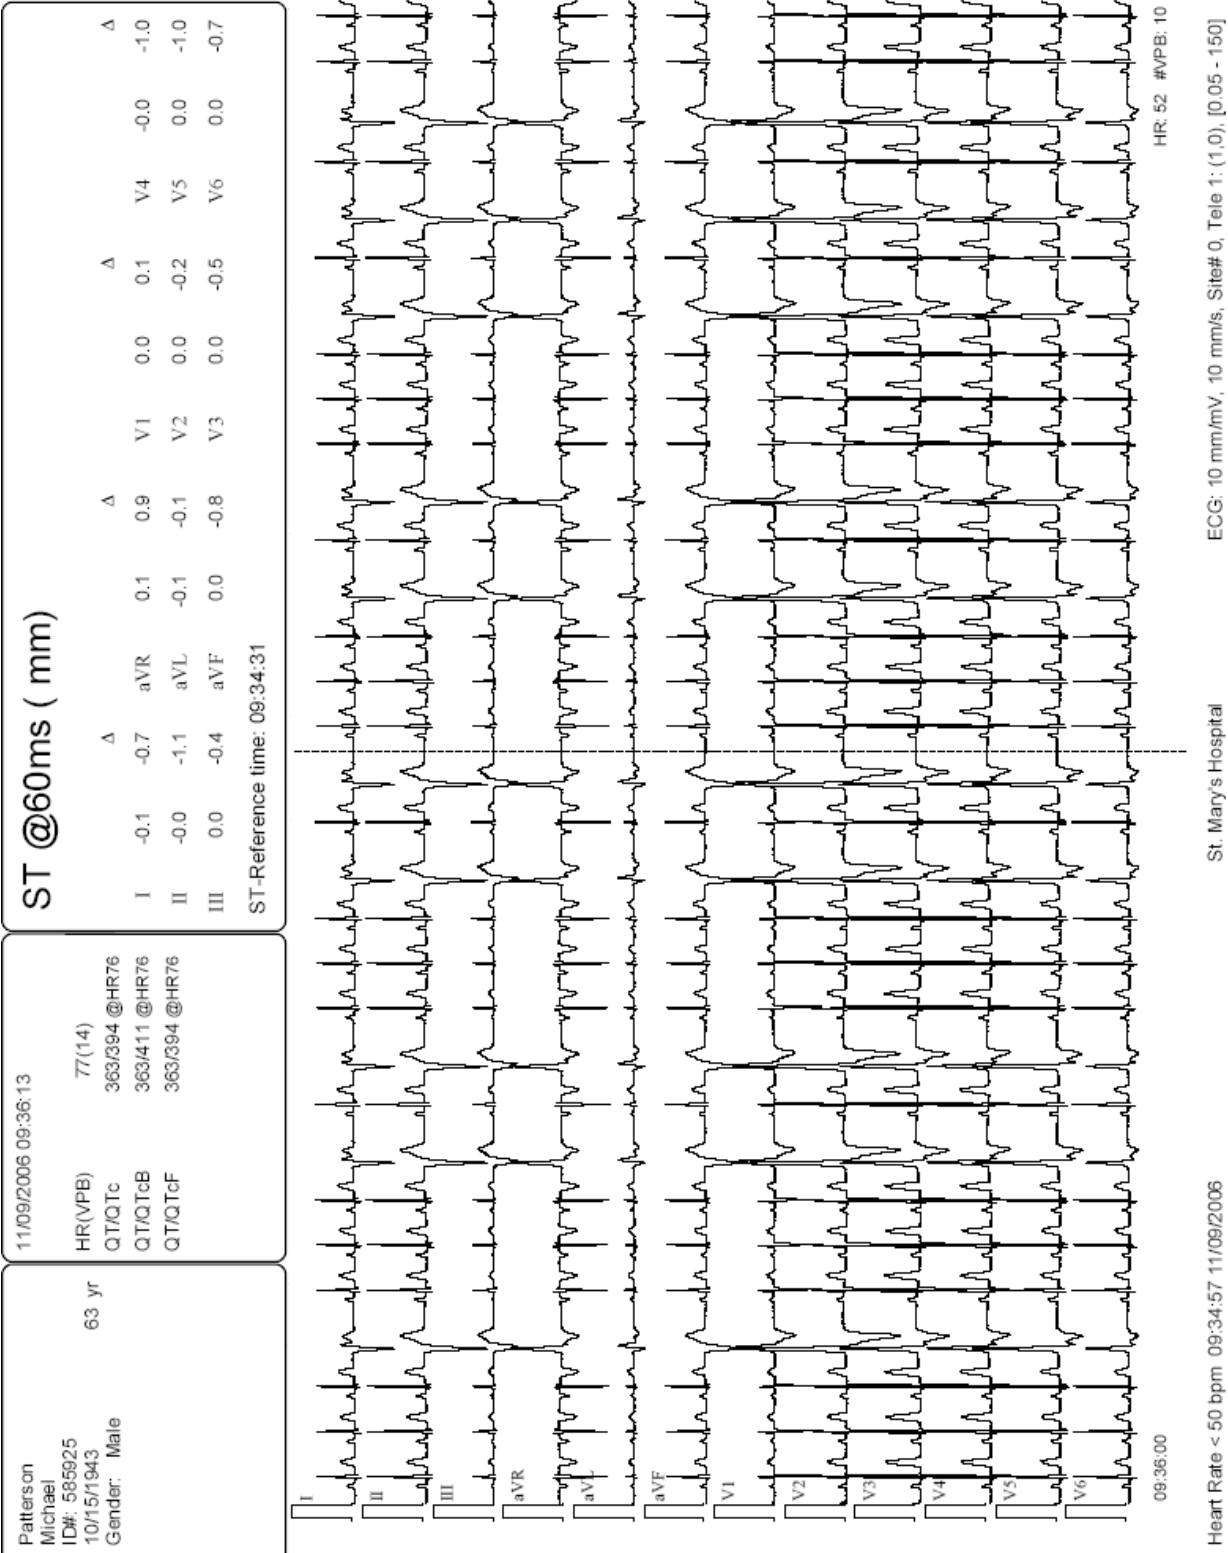 Patterson
Michael
ID#: 585925
10/15/1943    63 yr
Gender: Male
11/09/2006 09:36:13
HR(VPB)    77(14)
QT/QTc    363/394 @HR76
QT/QTcB    363/411 @HR76
QT/QTcF    363/394 @HR76
ST @60ms ( mm)
Δ    Δ    Δ    Δ
I    -0.1    -0.7    aVR    0.1    0.9    V1    0.0    0.1    V4    -0.0    -1.0
II    -0.0    -1.1    aVL    -0.1    -0.1    V2    0.0    -0.2    V5    0.0    -1.0
III    0.0    -0.4    aVF    0.0    -0.8    V3    0.0    -0.5    V6    0.0    -0.7
ST-Reference time: 09:34:31
I
II
III
aVR
aVL
aVF
V1
V2
V3
V4
V5
V6
09:36:00    HR: 52 #VPB: 10
Heart Rate < 50 bpm 09:34:57 11/09/2006    St. Mary's Hospital    ECG: 10 mm/mV, 10 mm/s, Site# 0, Tele 1: (1,0), [0.05 - 150]